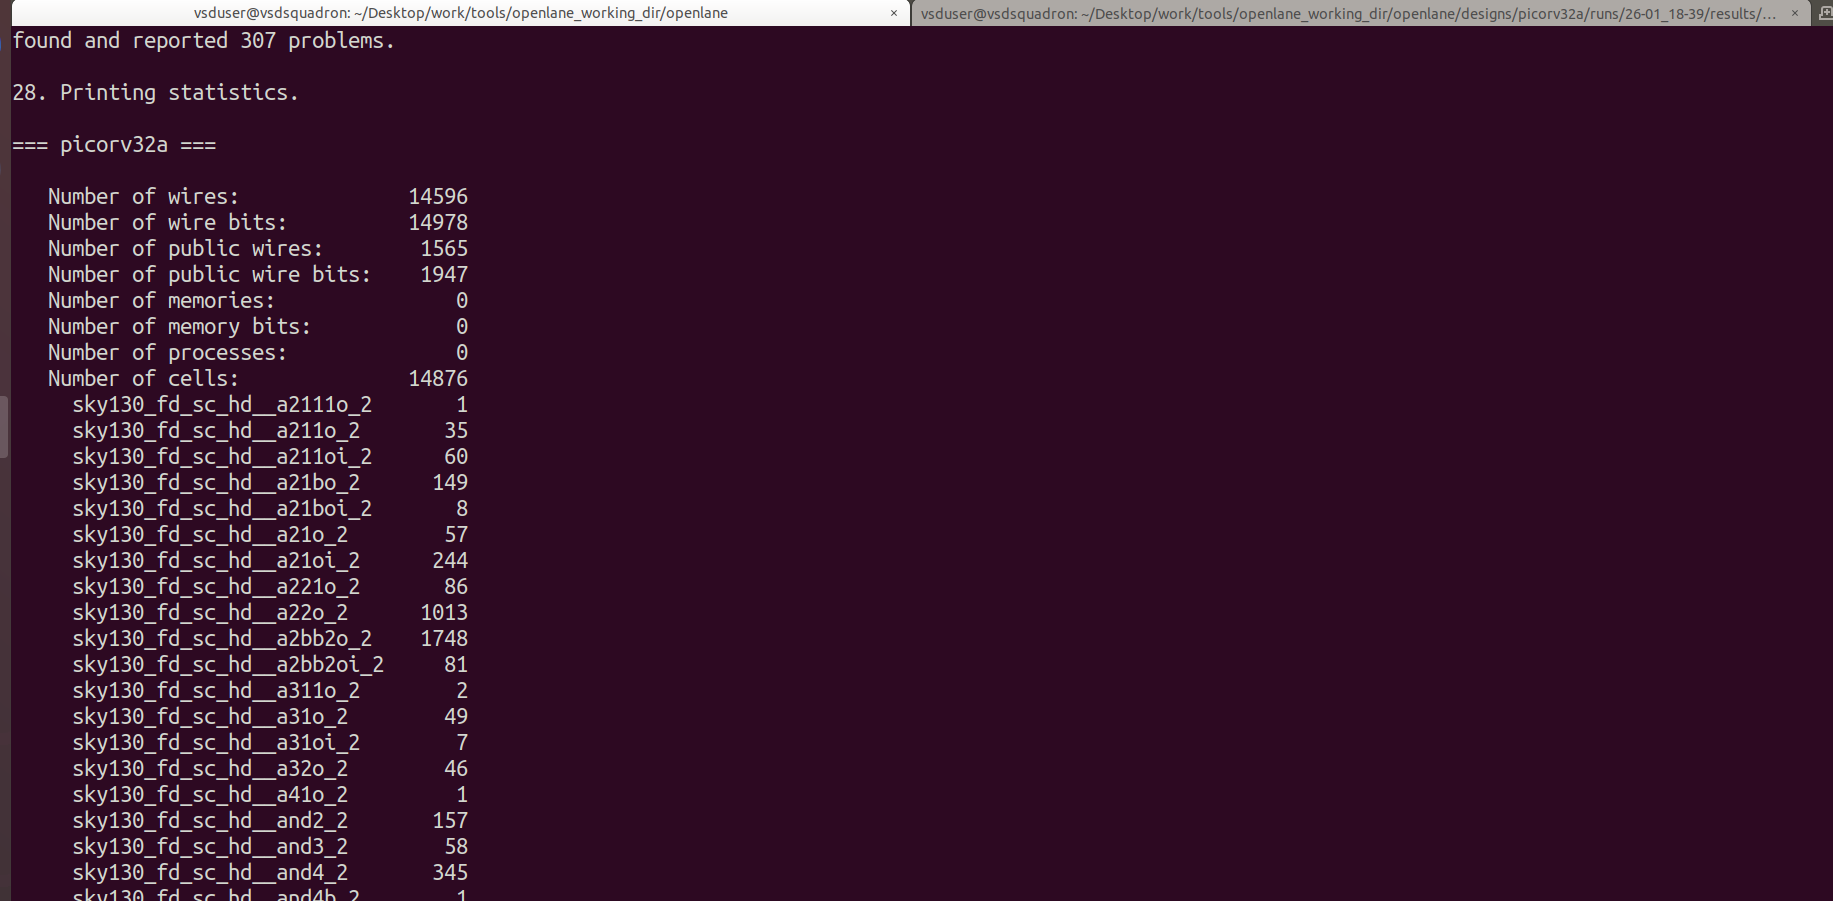 vsduser@vsdsquadron: ~/Desktop/work/tools/openlane_working_dir/openlane × vsduser@vsdsquadron: ~/Desktop/work/tools/openlane_working_dir/openlane/designs/picorv32a/runs/26-01_18-39/results/... ×
found and reported 307 problems.
28. Printing statistics.
=== picorv32a ===
Number of wires: 14596
Number of wire bits: 14978
Number of public wires: 1565
Number of public wire bits: 1947
Number of memories: 0
Number of memory bits: 0
Number of processes: 0
Number of cells: 14876
sky130_fd_sc_hd__a2111o_2 1
sky130_fd_sc_hd__a211o_2 35
sky130_fd_sc_hd__a211oi_2 60
sky130_fd_sc_hd__a21bo_2 149
sky130_fd_sc_hd__a21boi_2 8
sky130_fd_sc_hd__a21o_2 57
sky130_fd_sc_hd__a21oi_2 244
sky130_fd_sc_hd__a221o_2 86
sky130_fd_sc_hd__a22o_2 1013
sky130_fd_sc_hd__a2bb2o_2 1748
sky130_fd_sc_hd__a2bb2oi_2 81
sky130_fd_sc_hd__a311o_2 2
sky130_fd_sc_hd__a31o_2 49
sky130_fd_sc_hd__a31oi_2 7
sky130_fd_sc_hd__a32o_2 46
sky130_fd_sc_hd__a41o_2 1
sky130_fd_sc_hd__and2_2 157
sky130_fd_sc_hd__and3_2 58
sky130_fd_sc_hd__and4_2 345
sky130_fd_sc_hd__and4b_2 1